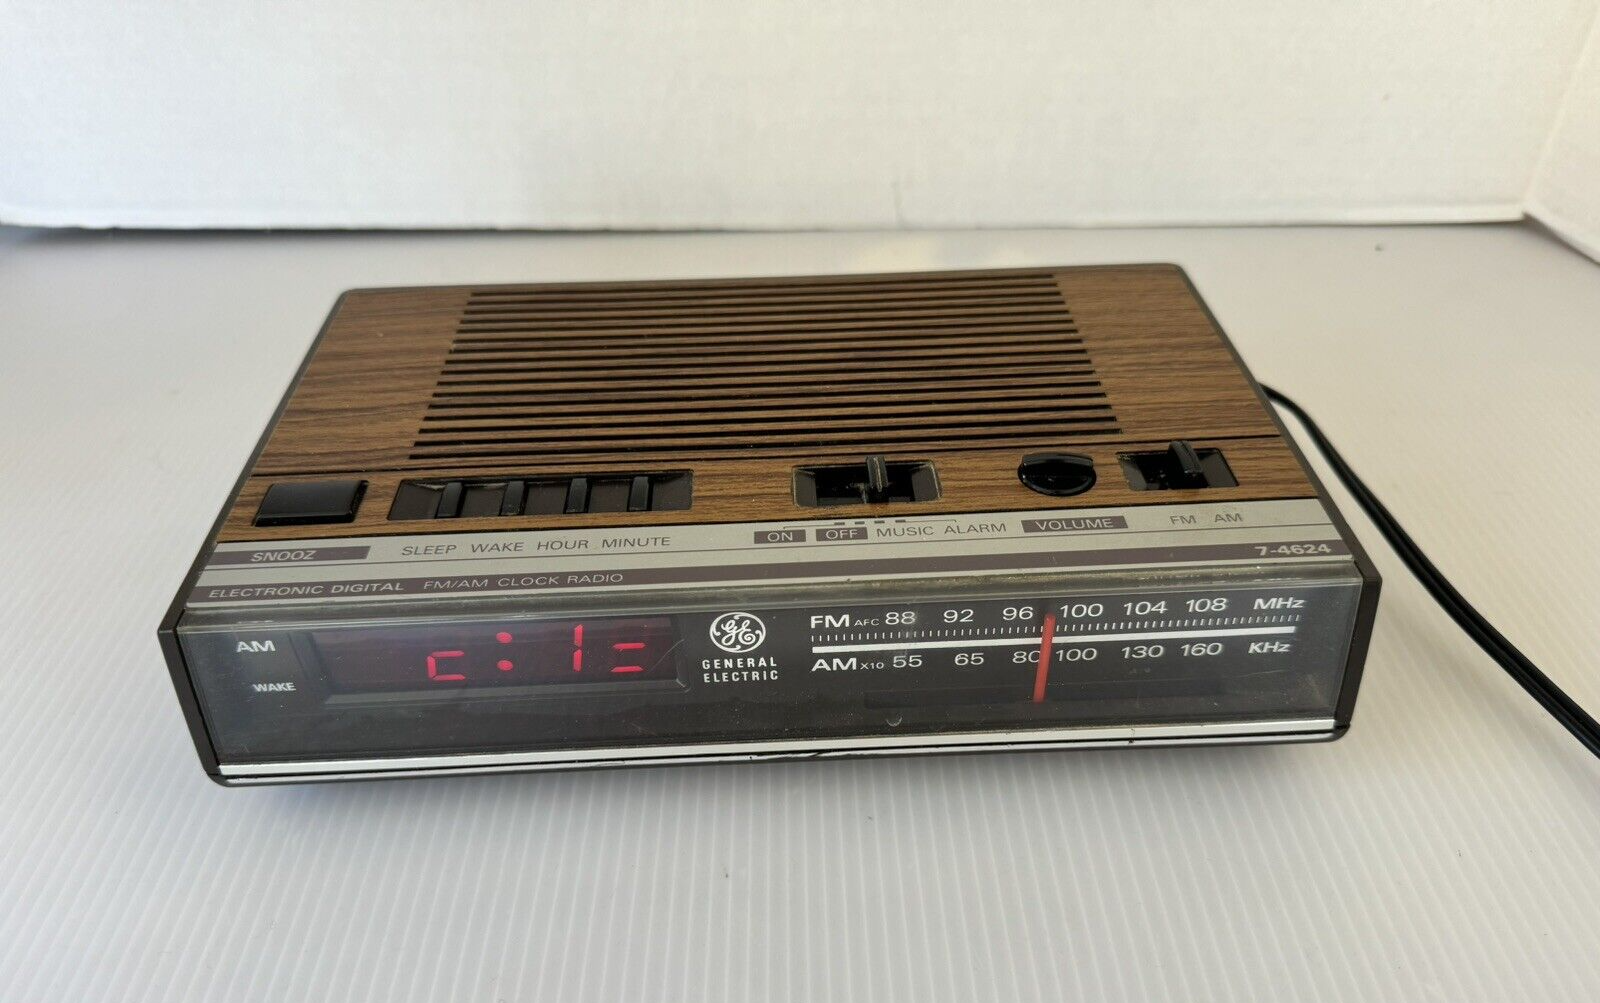 SNOOZ SLEEP WAKE HOUR MINUTE ON OFF MUSIC ALARM VOLUME FM AM
ELECTRONIC DIGITAL FM/AM CLOCK RADIO 7-4624
AM
WAKE
GE
GENERAL
ELECTRIC
FM AFC 88 92 96 100 104 108 MHz
AM X10 55 65 80 100 130 160 KHz